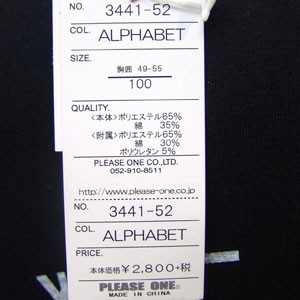 NO. 3441-52
COL. ALPHABET
SIZE.
胸囲 49-55
100
QUALITY.
<本体>ポリエステル65%
綿 35%
<附属>ポリエステル65%
綿 30%
ポリウレタン 5%
PLEASE ONE CO.,LTD.
052-910-8511
http://www.please-one.co.jp
NO. 3441-52
COL. ALPHABET
PRICE.
本体価格 ¥2,800+税
PLEASE ONE.
MADE IN CHINA